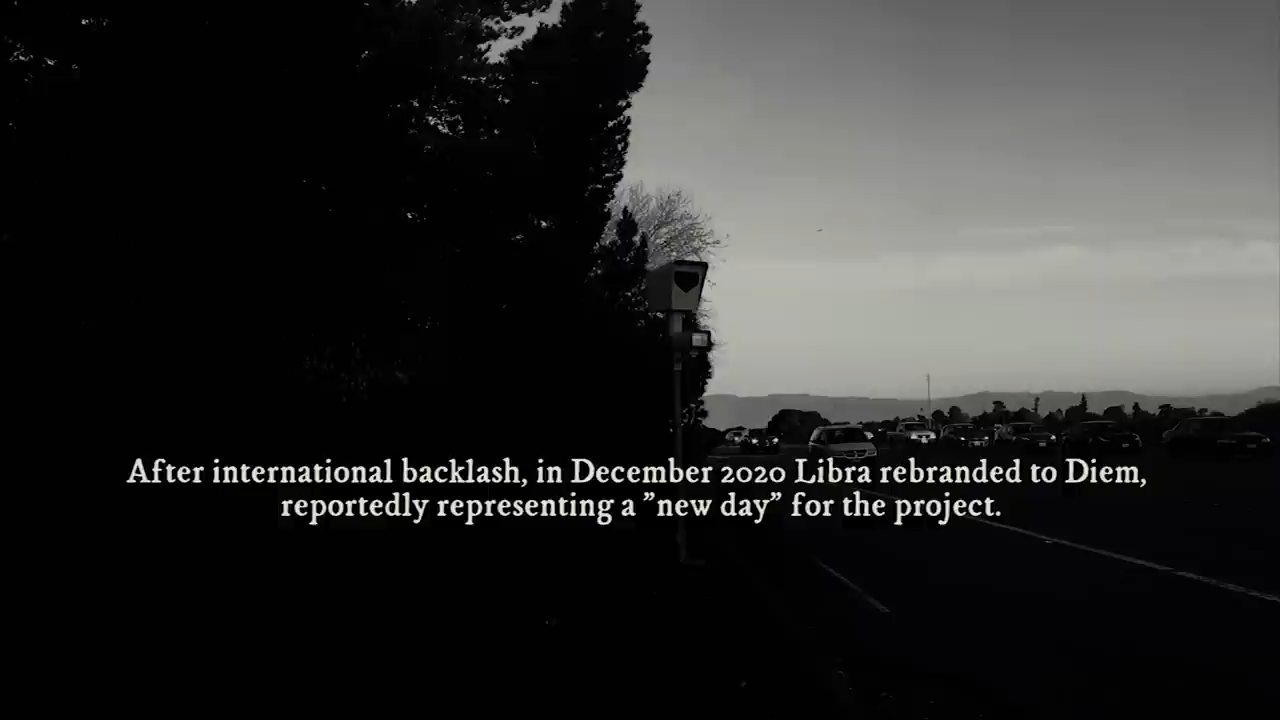 After international backlash, in December 2020 Libra rebranded to Diem,
reportedly representing a ”new day” for the project.